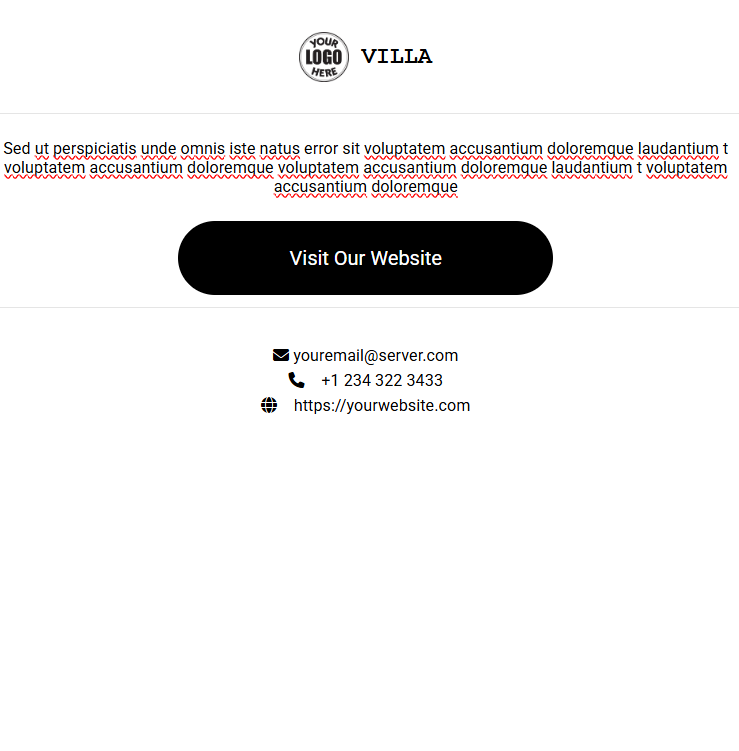 YOUR
LOGO
HERE
VILLA
Sed ut perspiciatis unde omnis iste natus error sit voluptatem accusantium doloremque laudantium t
voluptatem accusantium doloremque voluptatem accusantium doloremque laudantium t voluptatem
accusantium doloremque
Visit Our Website
youremail@server.com
+1 234 322 3433
https://yourwebsite.com